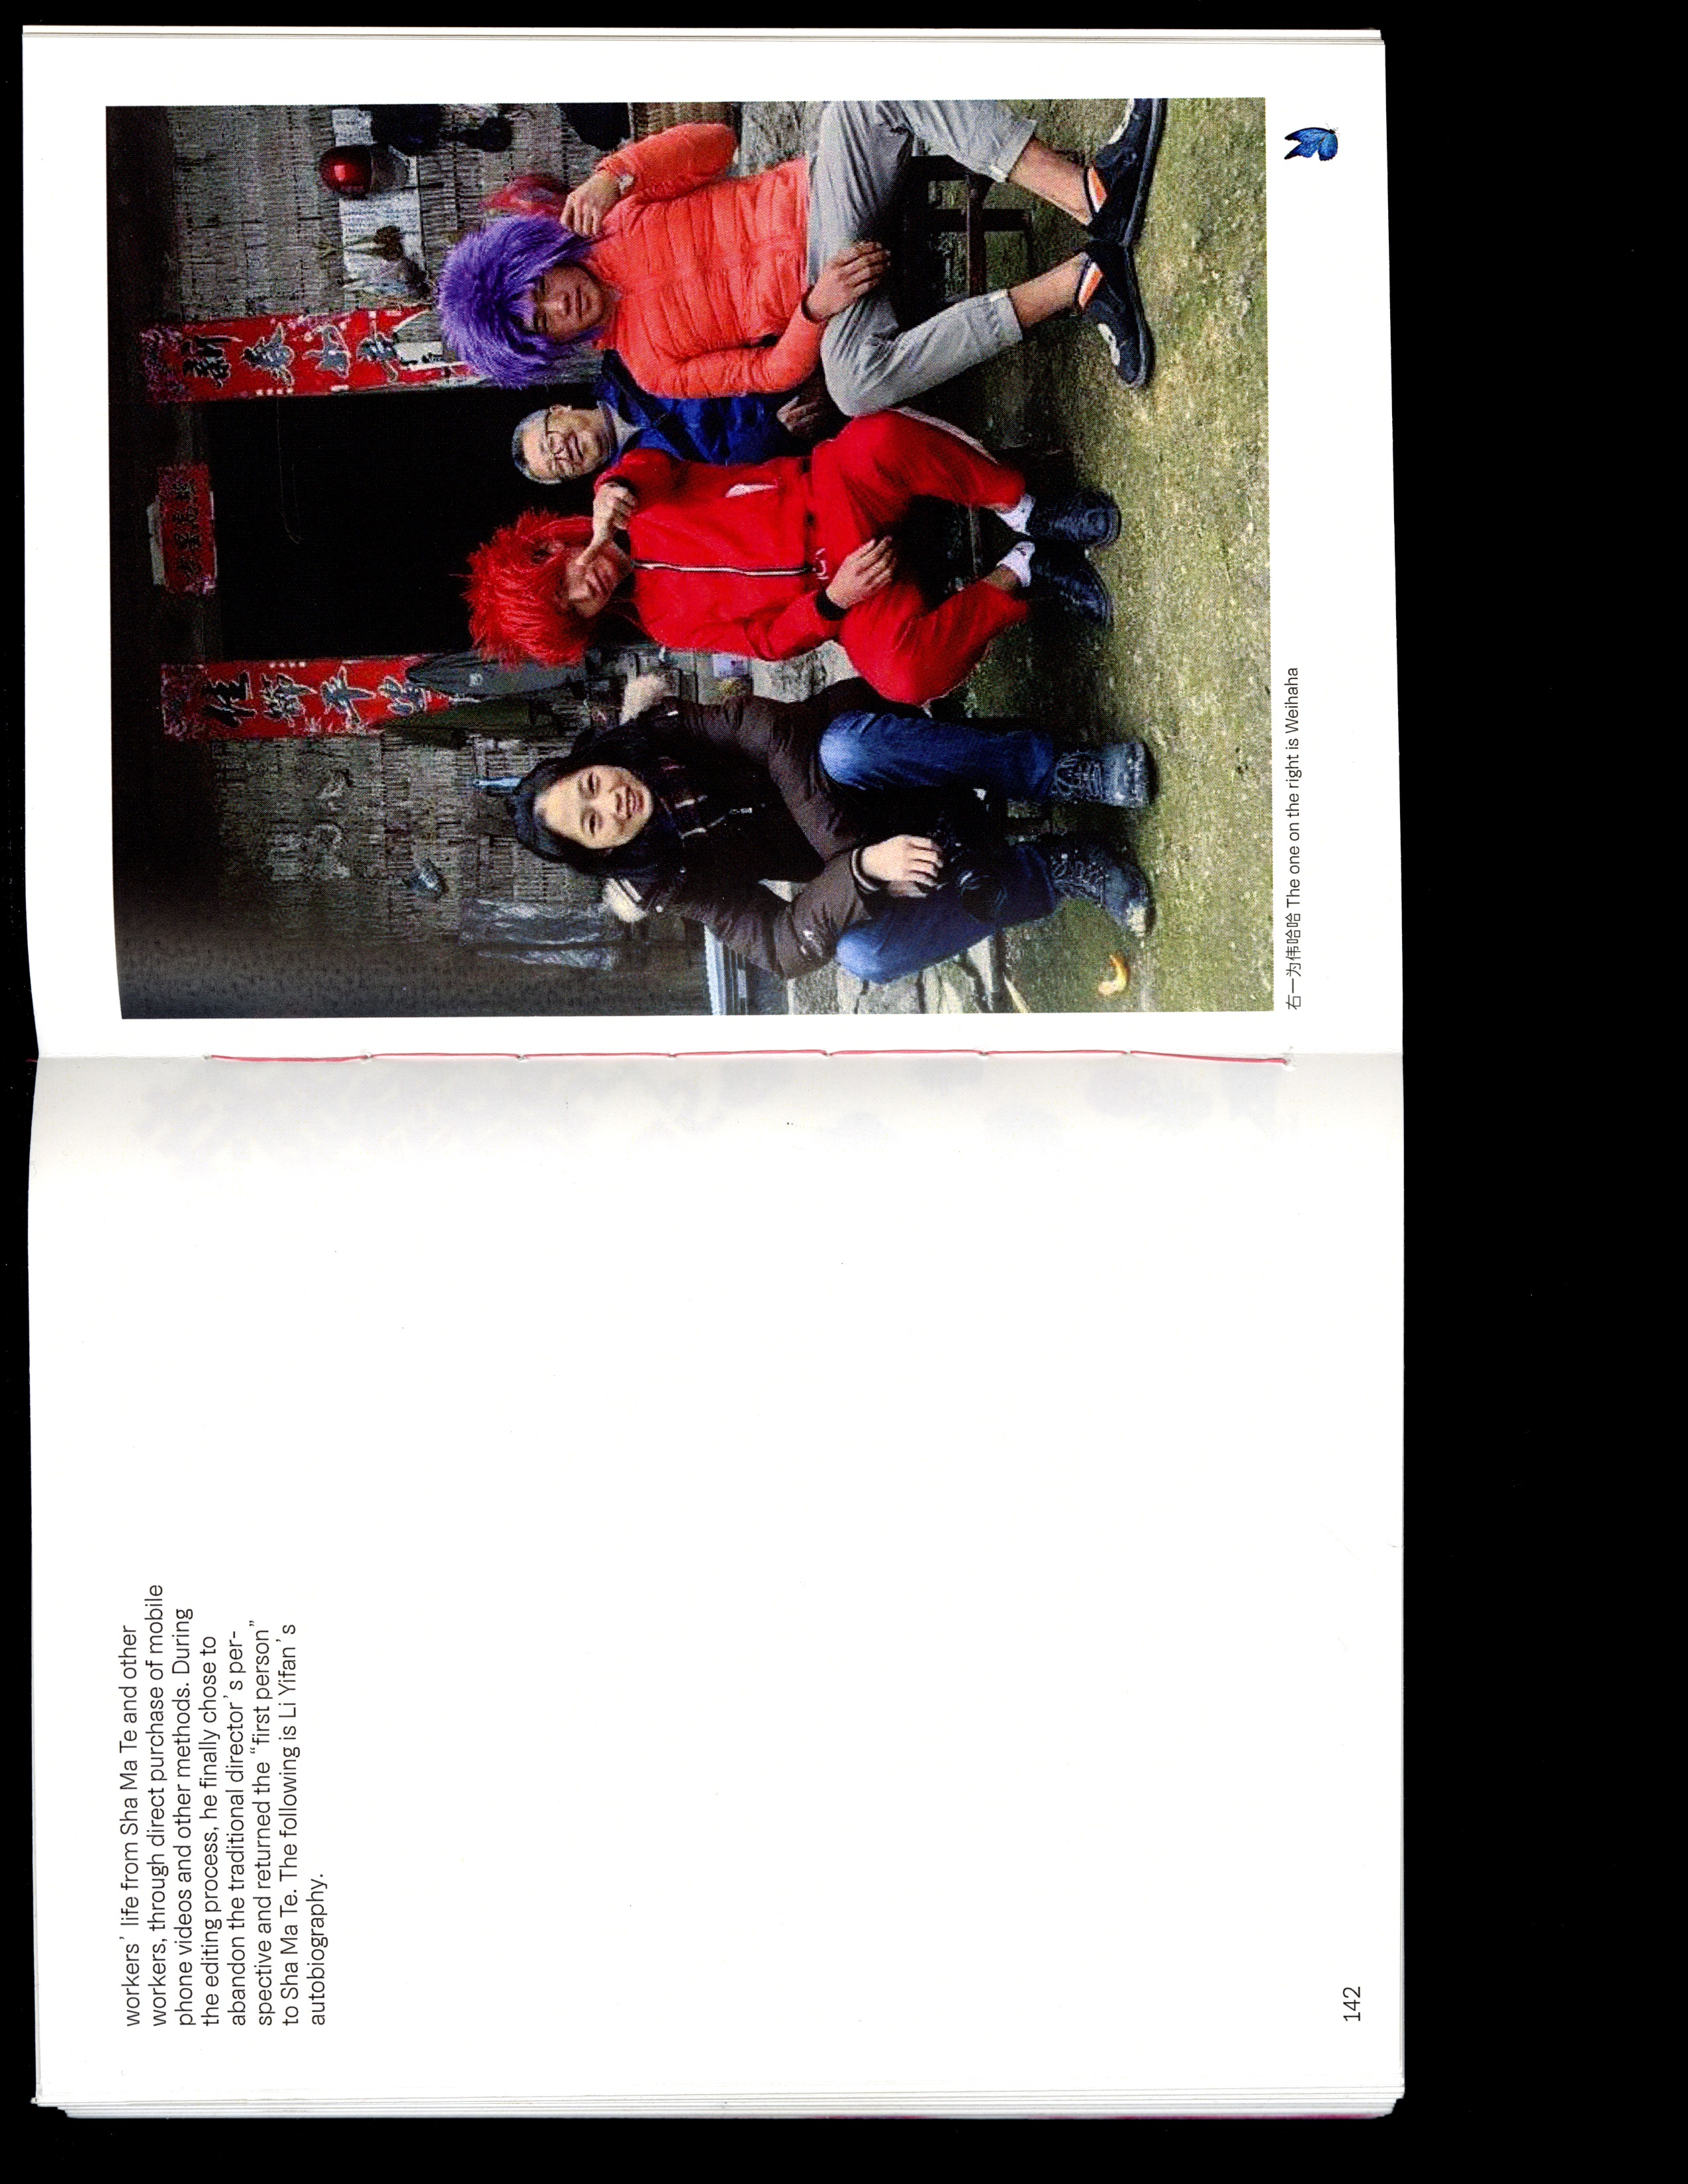 workers’ life from Sha Ma Te and other
workers, through direct purchase of mobile
phone videos and other methods. During
the editing process, he finally chose to
abandon the traditional director’s per-
spective and returned the “first person”
to Sha Ma Te. The following is Li Yifan’s
autobiography.
142
佳節平安
新春如意
右一为伟哈哈 The one on the right is Weihaha